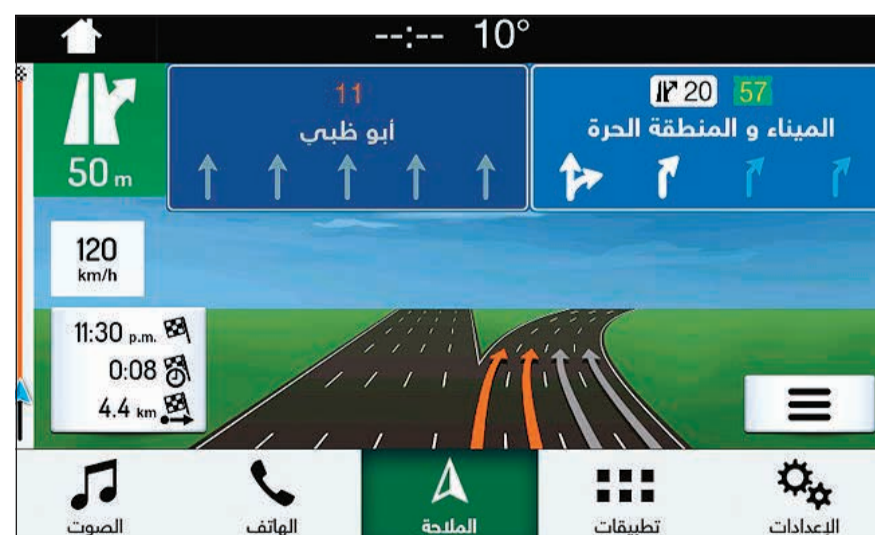 --:-- 10°
50 m
11
أبو ظبي
20 57
الميناء و المنطقة الحرة
120
km/h
11:30 p.m.
0:08
4.4 km
الصوت
الهاتف
الملاحة
تطبيقات
الإعدادات